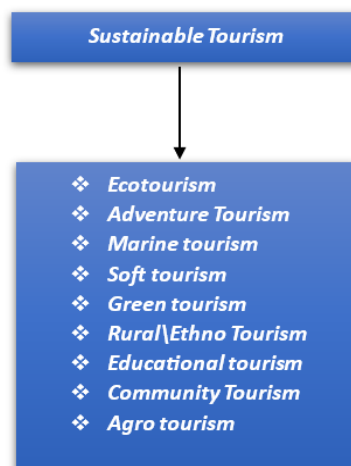 Sustainable Tourism
❖ Ecotourism
❖ Adventure Tourism
❖ Marine tourism
❖ Soft tourism
❖ Green tourism
❖ Rural\Ethno Tourism
❖ Educational tourism
❖ Community Tourism
❖ Agro tourism